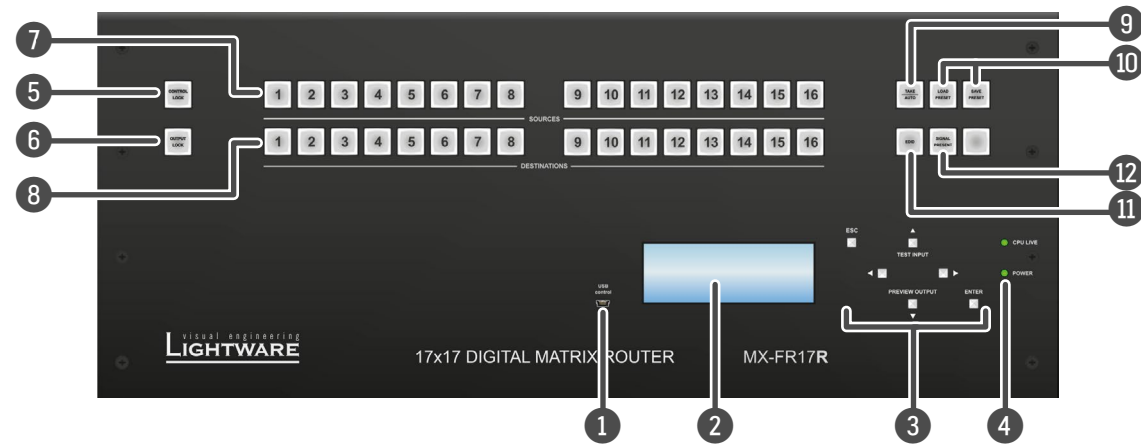 7
9
10
5
CONTROL LOCK
1 2 3 4 5 6 7 8
9 10 11 12 13 14 15 16
TAKE AUTO
LOAD PRESET
SAVE PRESET
SOURCES
6
OUTPUT LOCK
1 2 3 4 5 6 7 8
9 10 11 12 13 14 15 16
EDID
SIGNAL PRESENT
DESTINATIONS
8
12
11
ESC
TEST INPUT
CPU LIVE
POWER
USB
control
PREVIEW OUTPUT
ENTER
visual engineering
LIGHTWARE
17x17 DIGITAL MATRIX ROUTER
MX-FR17R
1
2
3
4